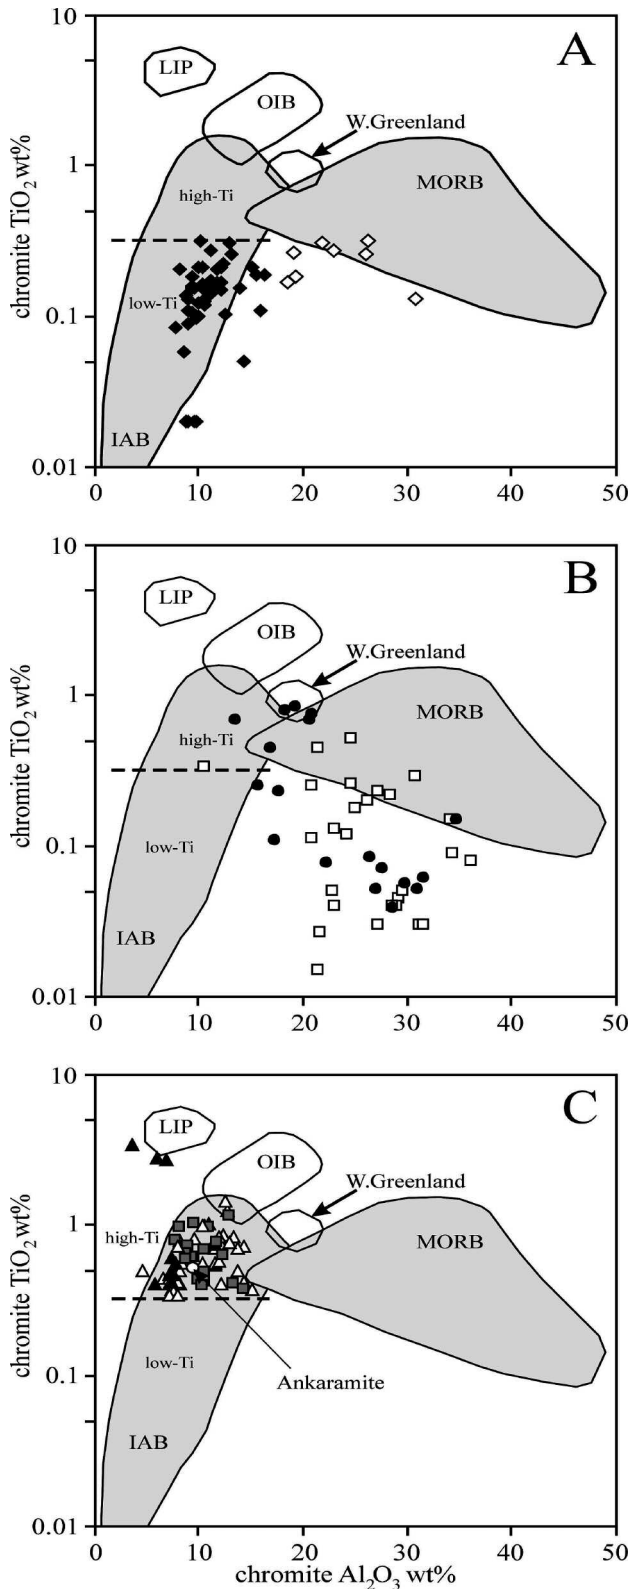 10
A
LIP
OIB
W.Greenland
1
high-Ti
MORB
chromite TiO₂ wt%
low-Ti
0.1
IAB
0.01
0 10 20 30 40 50
10
B
LIP
OIB
W.Greenland
1
high-Ti
MORB
chromite TiO₂ wt%
low-Ti
0.1
IAB
0.01
0 10 20 30 40 50
10
C
LIP
OIB
W.Greenland
1
high-Ti
MORB
chromite TiO₂ wt%
low-Ti
Ankaramite
0.1
IAB
0.01
0 10 20 30 40 50
chromite Al₂O₃ wt%